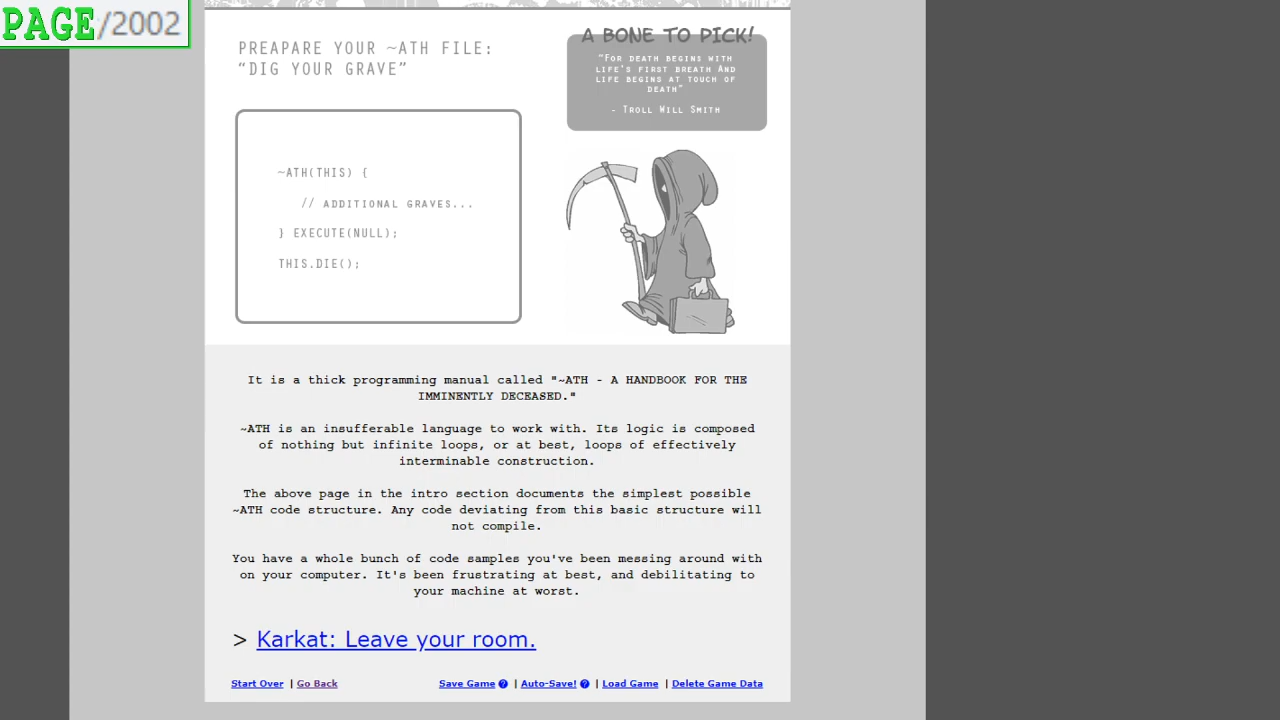 PAGE/2002
PREAPARE YOUR ~ATH FILE:
“DIG YOUR GRAVE”
A BONE TO PICK!
“FOR DEATH BEGINS WITH
LIFE'S FIRST BREATH AND
LIFE BEGINS AT TOUCH OF
DEATH”
- TROLL WILL SMITH
~ATH(THIS) {
// ADDITIONAL GRAVES...
} EXECUTE(NULL);
THIS.DIE();
It is a thick programming manual called "~ATH - A HANDBOOK FOR THE
IMMINENTLY DECEASED."
~ATH is an insufferable language to work with. Its logic is composed
of nothing but infinite loops, or at best, loops of effectively
interminable construction.
The above page in the intro section documents the simplest possible
~ATH code structure. Any code deviating from this basic structure will
not compile.
You have a whole bunch of code samples you've been messing around with
on your computer. It's been frustrating at best, and debilitating to
your machine at worst.
> Karkat: Leave your room.
Start Over | Go Back Save Game ? | Auto-Save! ? | Load Game | Delete Game Data